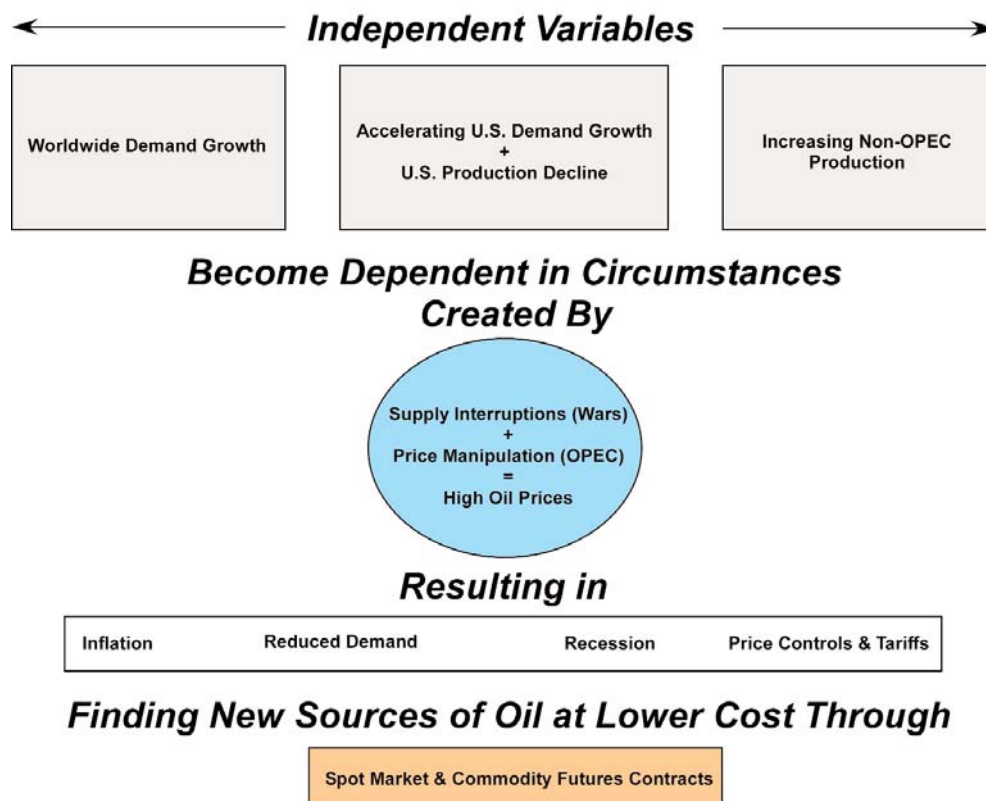 Independent Variables
Worldwide Demand Growth
Accelerating U.S. Demand Growth
+
U.S. Production Decline
Increasing Non-OPEC
Production
Become Dependent in Circumstances
Created By
Supply Interruptions (Wars)
+
Price Manipulation (OPEC)
=
High Oil Prices
Resulting in
Inflation Reduced Demand Recession Price Controls & Tariffs
Finding New Sources of Oil at Lower Cost Through
Spot Market & Commodity Futures Contracts